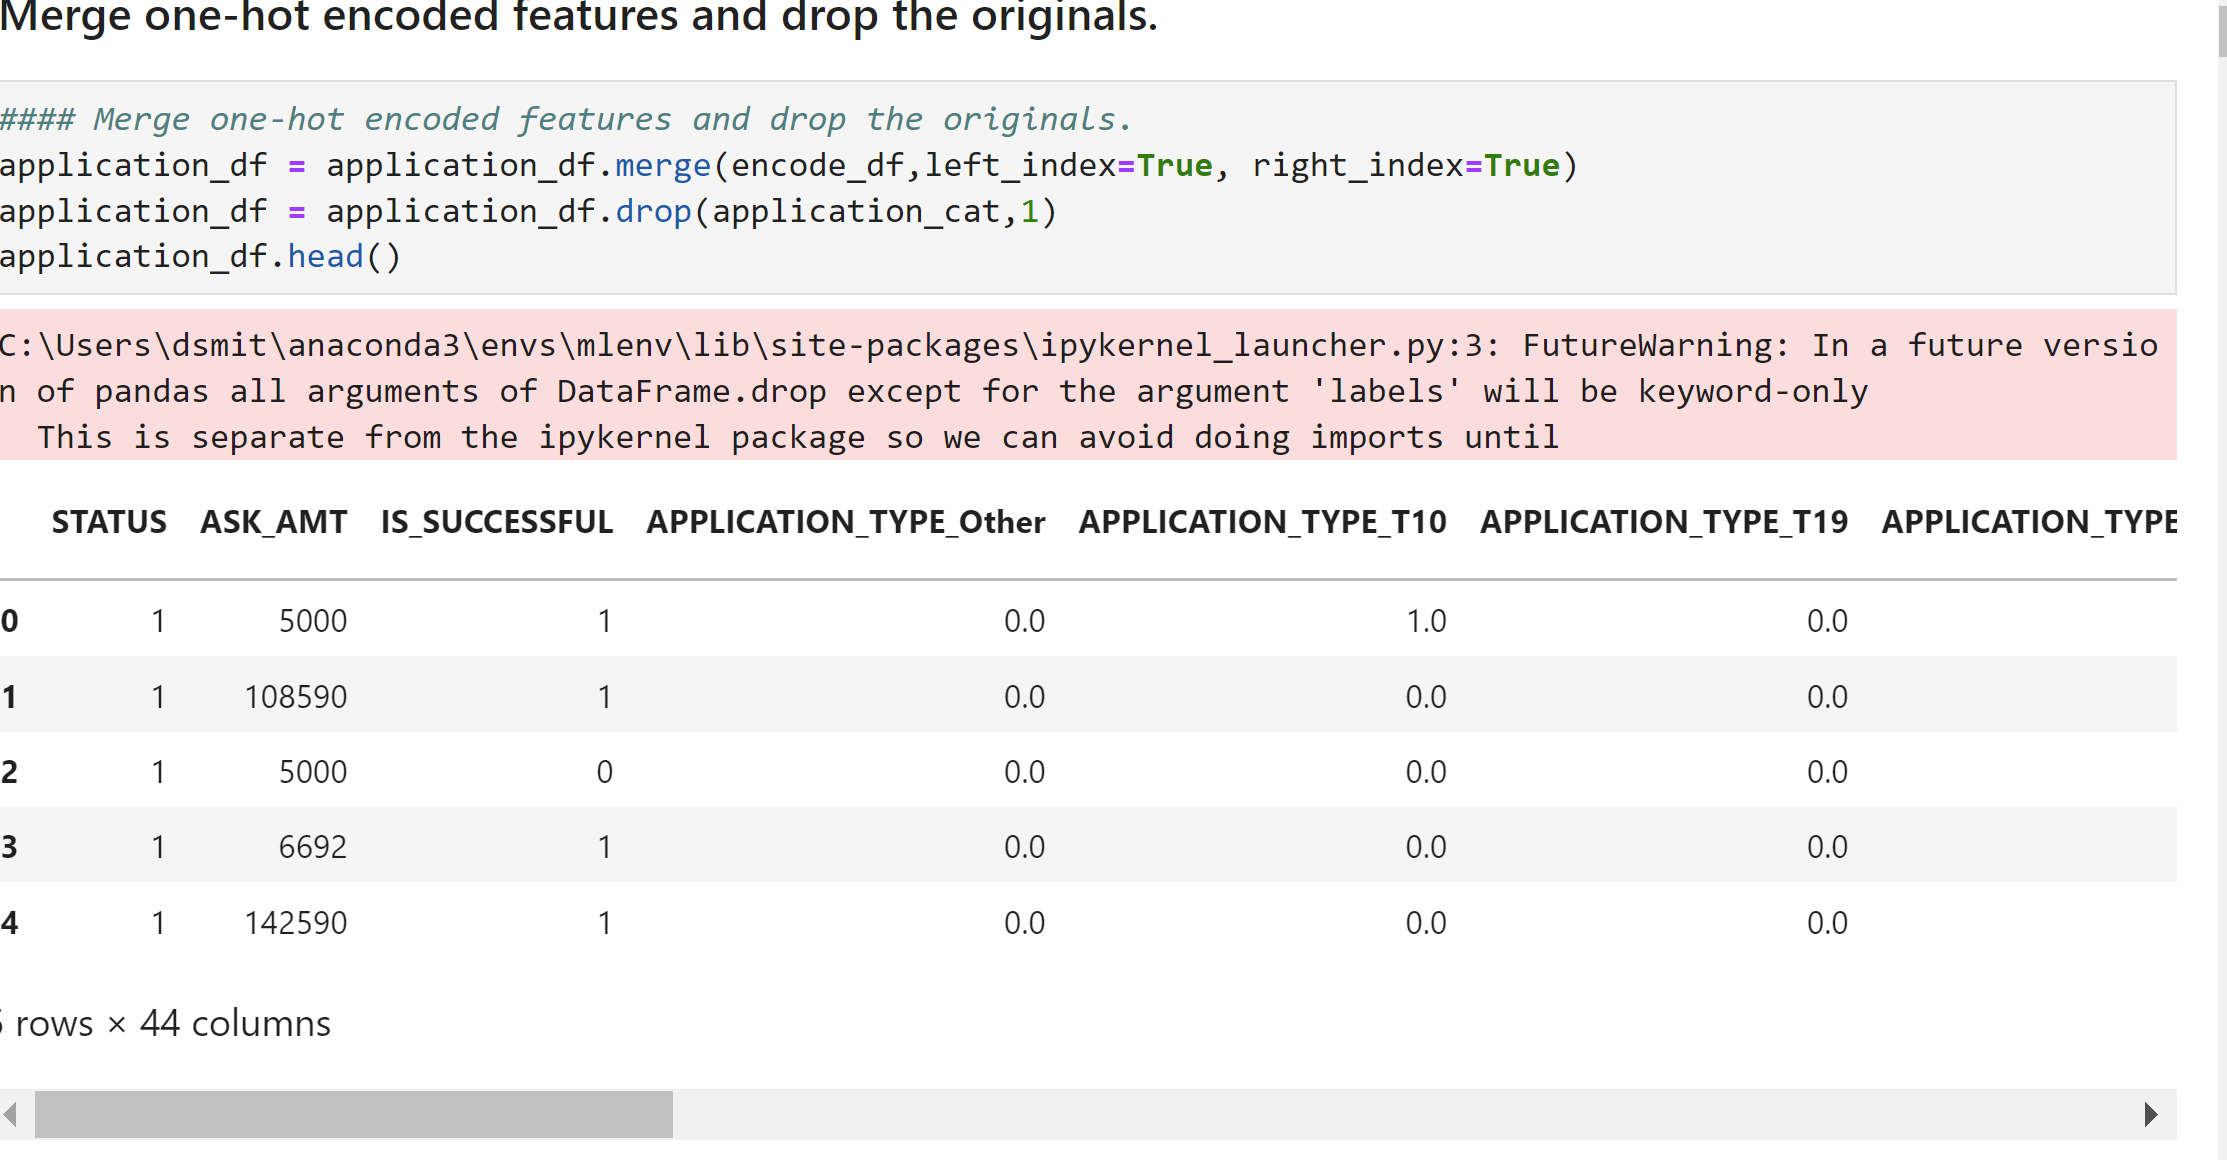 Merge one-hot encoded features and drop the originals.
#### Merge one-hot encoded features and drop the originals.
application_df = application_df.merge(encode_df,left_index=True, right_index=True)
application_df = application_df.drop(application_cat,1)
application_df.head()
C:\Users\dsmit\anaconda3\envs\mlenv\lib\site-packages\ipykernel_launcher.py:3: FutureWarning: In a future versio
n of pandas all arguments of DataFrame.drop except for the argument 'labels' will be keyword-only
This is separate from the ipykernel package so we can avoid doing imports until
STATUS ASK_AMT IS_SUCCESSFUL APPLICATION_TYPE_Other APPLICATION_TYPE_T10 APPLICATION_TYPE_T19 APPLICATION_TYPE
0 1 5000 1 0.0 1.0 0.0
1 1 108590 1 0.0 0.0 0.0
2 1 5000 0 0.0 0.0 0.0
3 1 6692 1 0.0 0.0 0.0
4 1 142590 1 0.0 0.0 0.0
rows × 44 columns